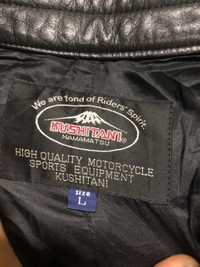 We are fond of Riders' Spirit.
KUSHITANI
HAMAMATSU
HIGH QUALITY MOTORCYCLE
SPORTS EQUIPMENT
KUSHITANI
size
L